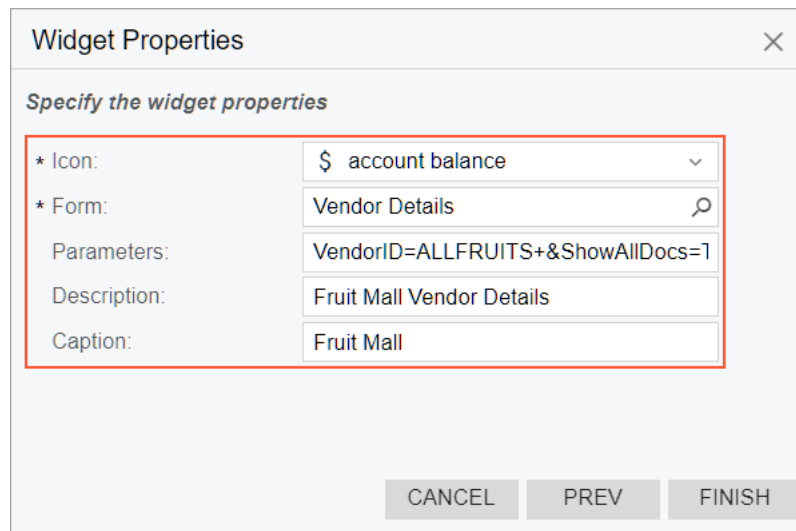 Widget Properties
Specify the widget properties
* Icon: $ account balance
* Form: Vendor Details
Parameters: VendorID=ALLFRUITS+&ShowAllDocs=T
Description: Fruit Mall Vendor Details
Caption: Fruit Mall
CANCEL PREV FINISH